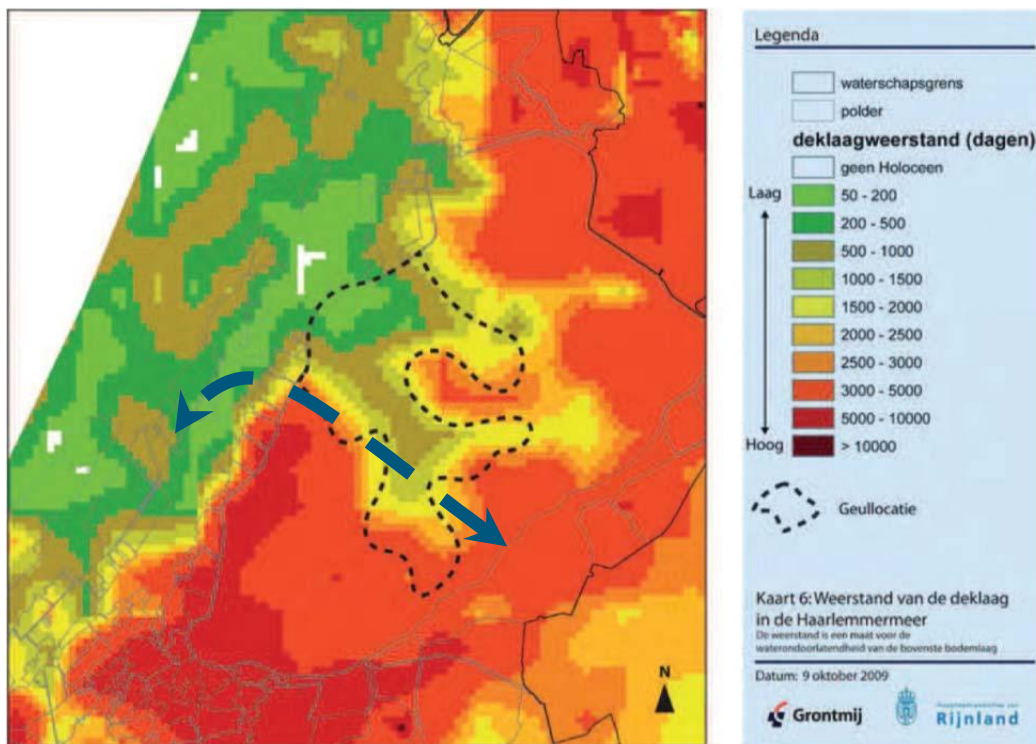 N
Legenda
waterschapsgrens
polder
deklaagweerstand (dagen)
geen Holoceen
Laag
50 - 200
200 - 500
500 - 1000
1000 - 1500
1500 - 2000
2000 - 2500
2500 - 3000
3000 - 5000
5000 - 10000
Hoog
> 10000
Geullocatie
Kaart 6: Weerstand van de deklaag
in de Haarlemmermeer
De weerstand is een maat voor de
waterondoorlatendheid van de bovenste bodemlaag
Datum: 9 oktober 2009
Grontmij
Rijnland